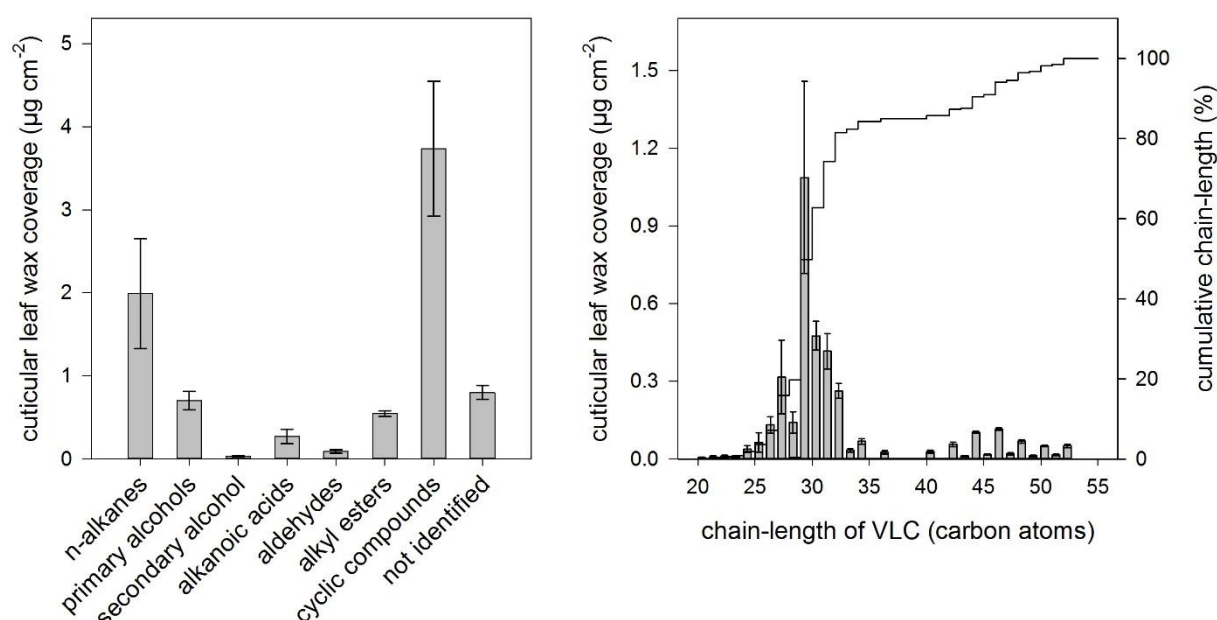 cuticular leaf wax coverage (µg cm-2)
5
4
3
2
1
0
n-alkanes
primary alcohols
secondary alcohol
alkanoic acids
aldehydes
alkyl esters
cyclic compounds
not identified
cuticular leaf wax coverage (µg cm-2)
1.5
1.2
0.9
0.6
0.3
0.0
20 25 30 35 40 45 50 55
chain-length of VLC (carbon atoms)
100
80
60
40
20
0
cumulative chain-length (%)